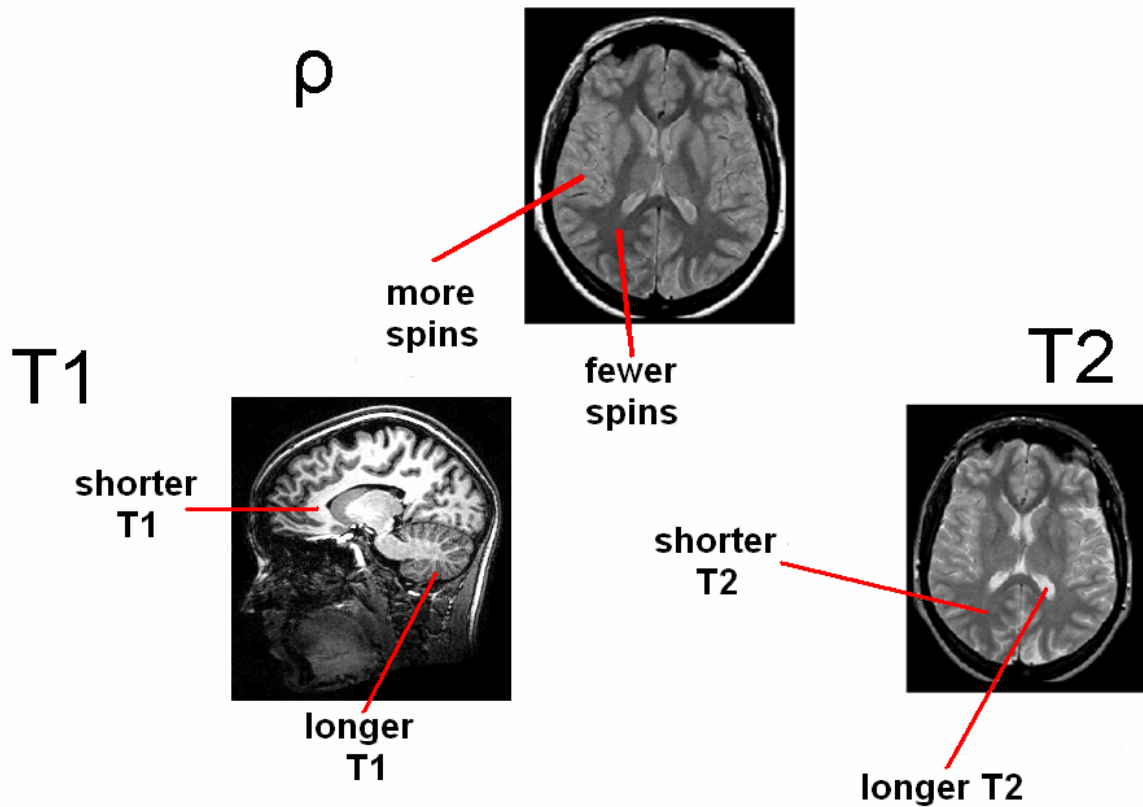 ρ
more
spins
fewer
spins
T1
shorter
T1
longer
T1
T2
shorter
T2
longer T2